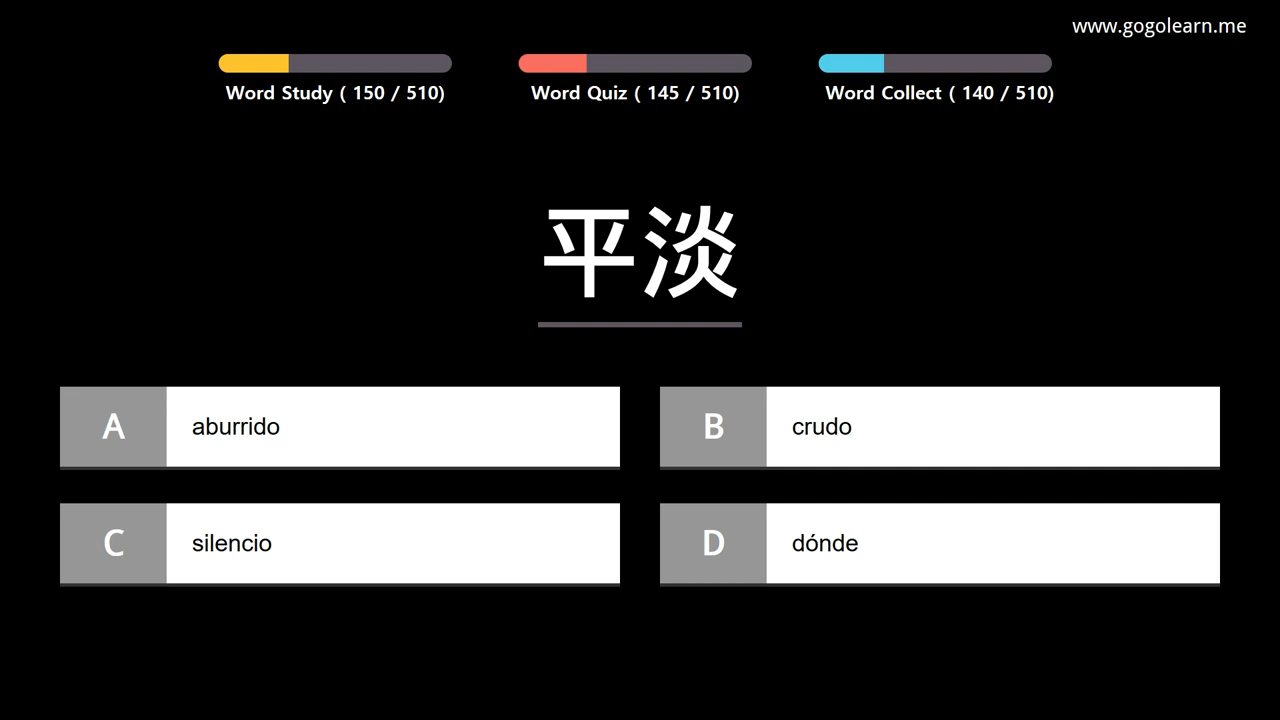 www.gogolearn.me
Word Study ( 150 / 510)
Word Quiz ( 145 / 510)
Word Collect ( 140 / 510)
平淡
A aburrido
B crudo
C silencio
D dónde